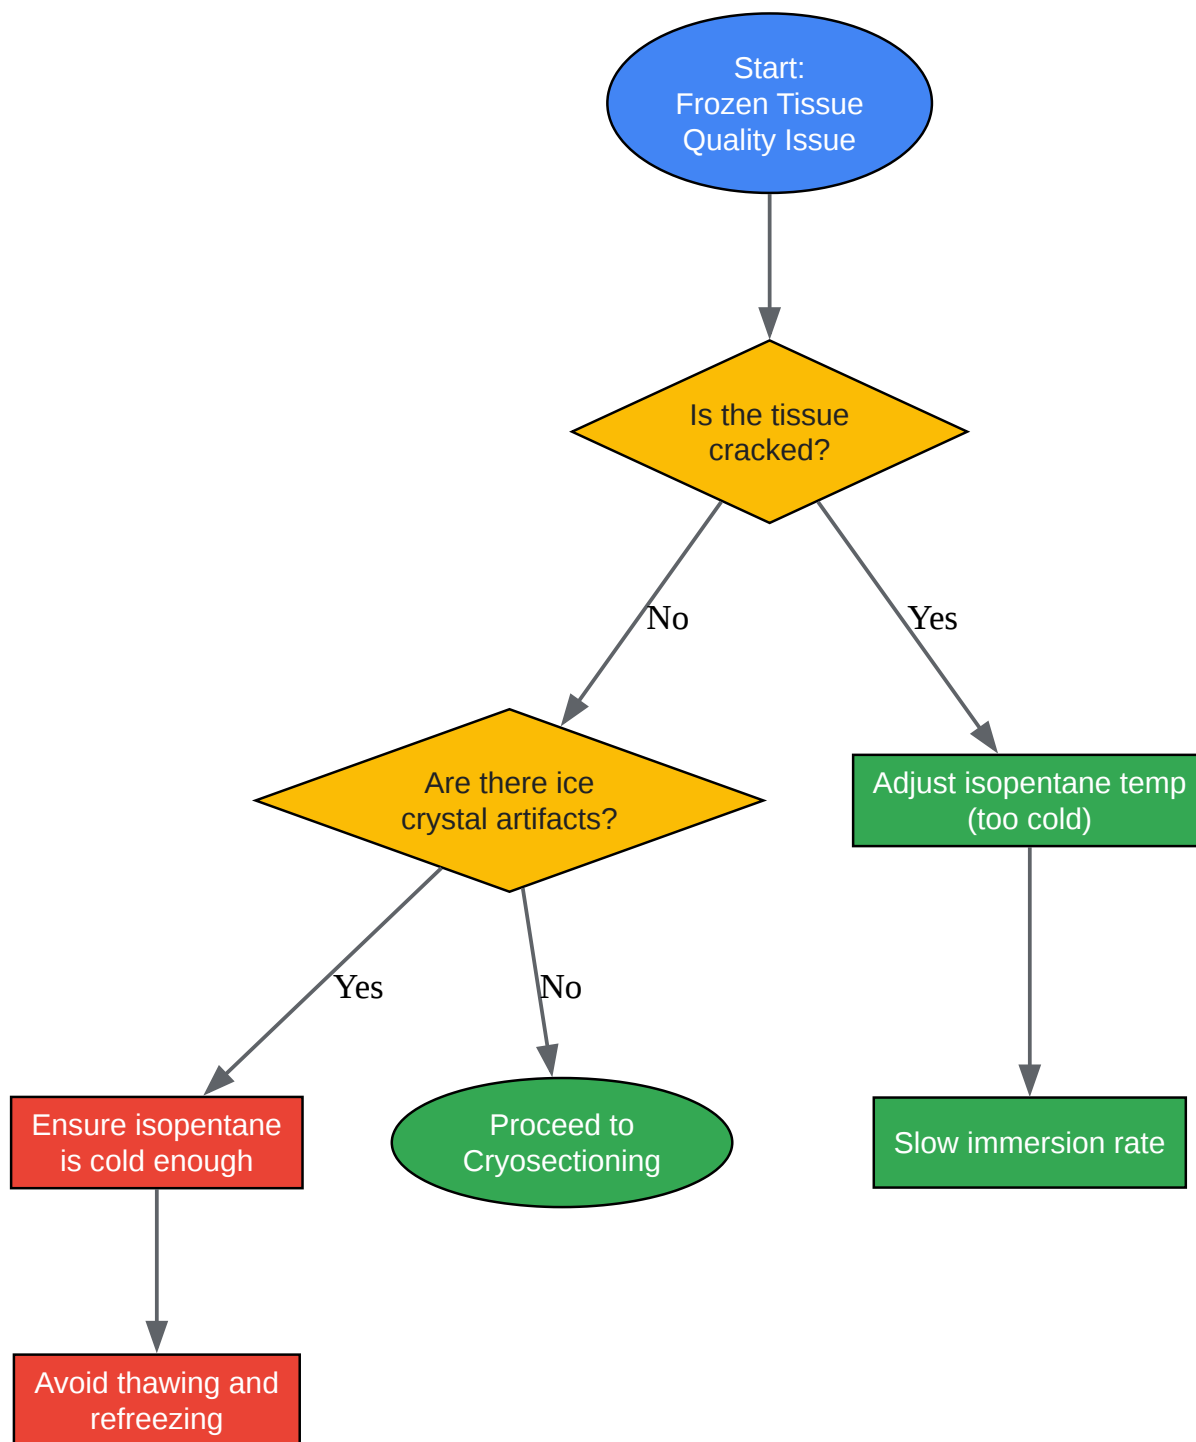 Start:
Frozen Tissue
Quality Issue
Is the tissue
cracked?
No
Yes
Are there ice
crystal artifacts?
Adjust isopentane temp
(too cold)
Yes
No
Ensure isopentane
is cold enough
Proceed to
Cryosectioning
Slow immersion rate
Avoid thawing and
refreezing